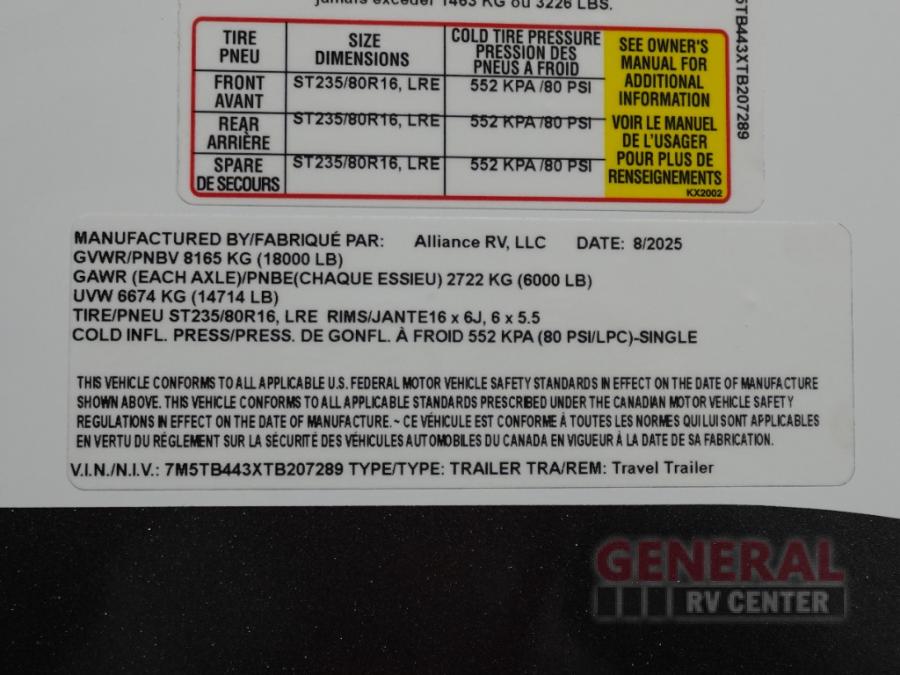 jamais excéder 1463 KG ou 3226 LBS.
5TB443XTB207289
TIRE PNEU SIZE DIMENSIONS COLD TIRE PRESSURE PRESSION DES PNEUS A FROID
FRONT AVANT ST235/80R16, LRE 552 KPA /80 PSI
REAR ARRIÈRE ST235/80R16, LRE 552 KPA /80 PSI
SPARE DE SECOURS ST235/80R16, LRE 552 KPA /80 PSI
SEE OWNER'S
MANUAL FOR
ADDITIONAL
INFORMATION
VOIR LE MANUEL
DE L'USAGER
POUR PLUS DE
RENSEIGNEMENTS
KX2002
MANUFACTURED BY/FABRIQUÉ PAR: Alliance RV, LLC DATE: 8/2025
GVWR/PNBV 8165 KG (18000 LB)
GAWR (EACH AXLE)/PNBE(CHAQUE ESSIEU) 2722 KG (6000 LB)
UVW 6674 KG (14714 LB)
TIRE/PNEU ST235/80R16, LRE RIMS/JANTE16 x 6J, 6 x 5.5
COLD INFL. PRESS/PRESS. DE GONFL. À FROID 552 KPA (80 PSI/LPC)-SINGLE
THIS VEHICLE CONFORMS TO ALL APPLICABLE U.S. FEDERAL MOTOR VEHICLE SAFETY STANDARDS IN EFFECT ON THE DATE OF MANUFACTURE
SHOWN ABOVE. THIS VEHICLE CONFORMS TO ALL APPLICABLE STANDARDS PRESCRIBED UNDER THE CANADIAN MOTOR VEHICLE SAFETY
REGULATIONS IN EFFECT ON THE DATE OF MANUFACTURE. ~ CE VÉHICULE EST CONFORME À TOUTES LES NORMES QUI LUI SONT APPLICABLES
EN VERTU DU RÉGLEMENT SUR LA SÉCURITÉ DES VÉHICULES AUTOMOBILES DU CANADA EN VIGUEUR À LA DATE DE SA FABRICATION.
V.I.N./N.I.V.: 7M5TB443XTB207289 TYPE/TYPE: TRAILER TRA/REM: Travel Trailer
GENERAL
RV CENTER